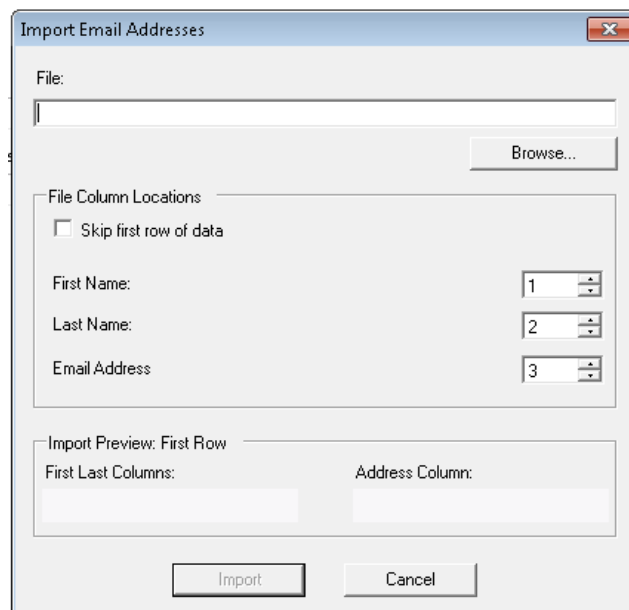 Import Email Addresses
File:
Browse...
File Column Locations
Skip first row of data
First Name: 1
Last Name: 2
Email Address 3
Import Preview: First Row
First Last Columns: Address Column:
Import Cancel